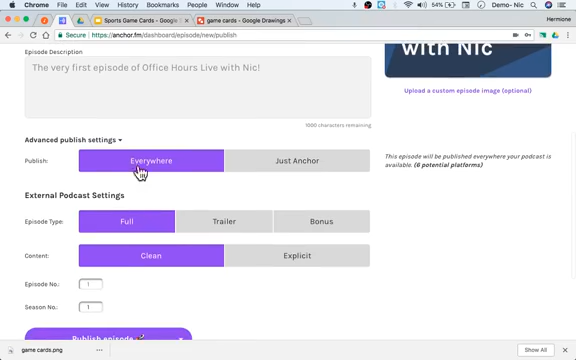 Chrome File Edit View History Bookmarks People Window Help 54% Demo- Nic
Sports Game Cards - Google S game cards - Google Drawings Hermione
Secure https://anchor.fm/dashboard/episode/new/publish
Episode Description
with Nic
The very first episode of Office Hours Live with Nic!
Upload a custom episode image (optional)
1000 characters remaining
Advanced publish settings
Publish: Everywhere Just Anchor
This episode will be published everywhere your podcast is
available. (6 potential platforms)
External Podcast Settings
Episode Type: Full Trailer Bonus
Content: Clean Explicit
Episode No.: 1
Season No.: 1
Publish episode
game cards.png Show All